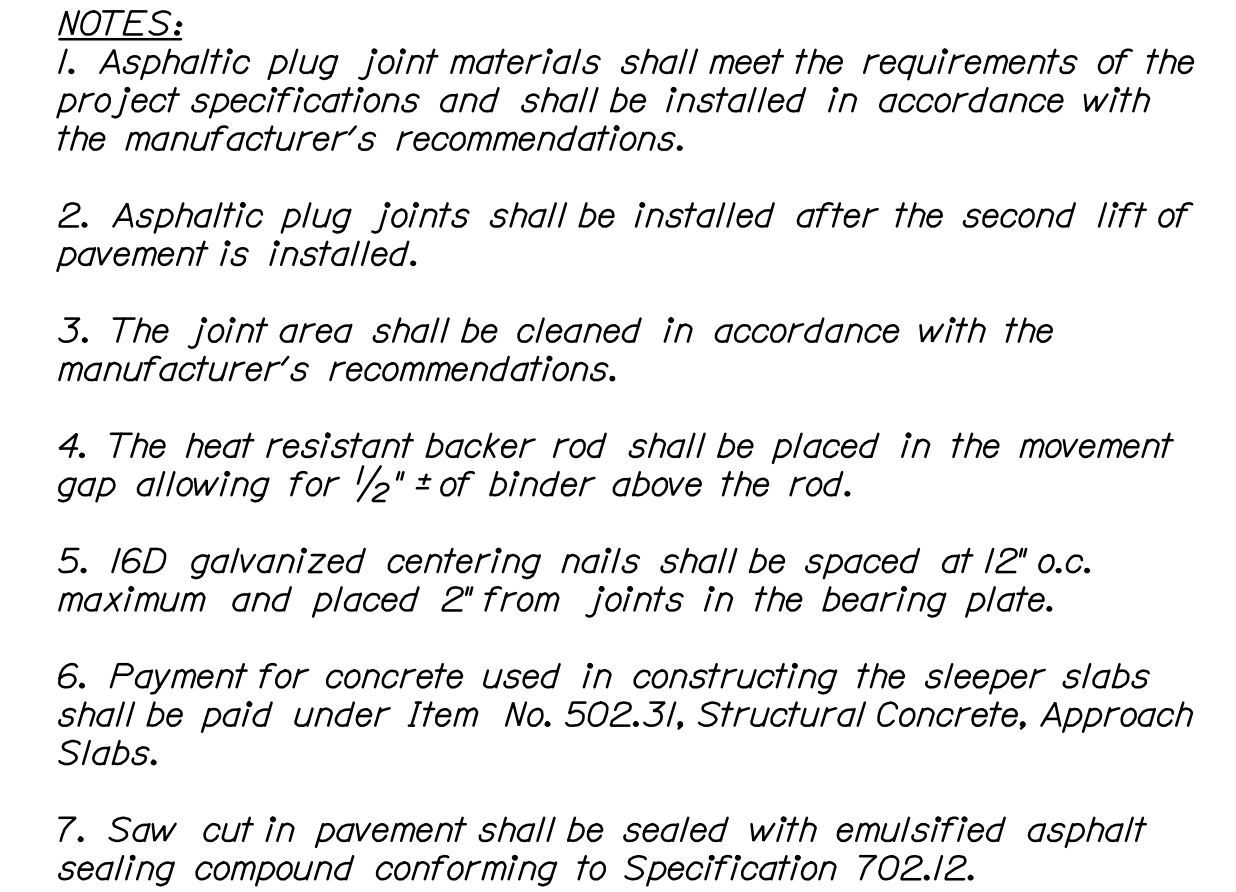 NOTES:
1. Asphaltic plug joint materials shall meet the requirements of the
project specifications and shall be installed in accordance with
the manufacturer's recommendations.
2. Asphaltic plug joints shall be installed after the second lift of
pavement is installed.
3. The joint area shall be cleaned in accordance with the
manufacturer's recommendations.
4. The heat resistant backer rod shall be placed in the movement
gap allowing for 1/2" ± of binder above the rod.
5. 16D galvanized centering nails shall be spaced at 12" o.c.
maximum and placed 2" from joints in the bearing plate.
6. Payment for concrete used in constructing the sleeper slabs
shall be paid under Item No. 502.31, Structural Concrete, Approach
Slabs.
7. Saw cut in pavement shall be sealed with emulsified asphalt
sealing compound conforming to Specification 702.12.